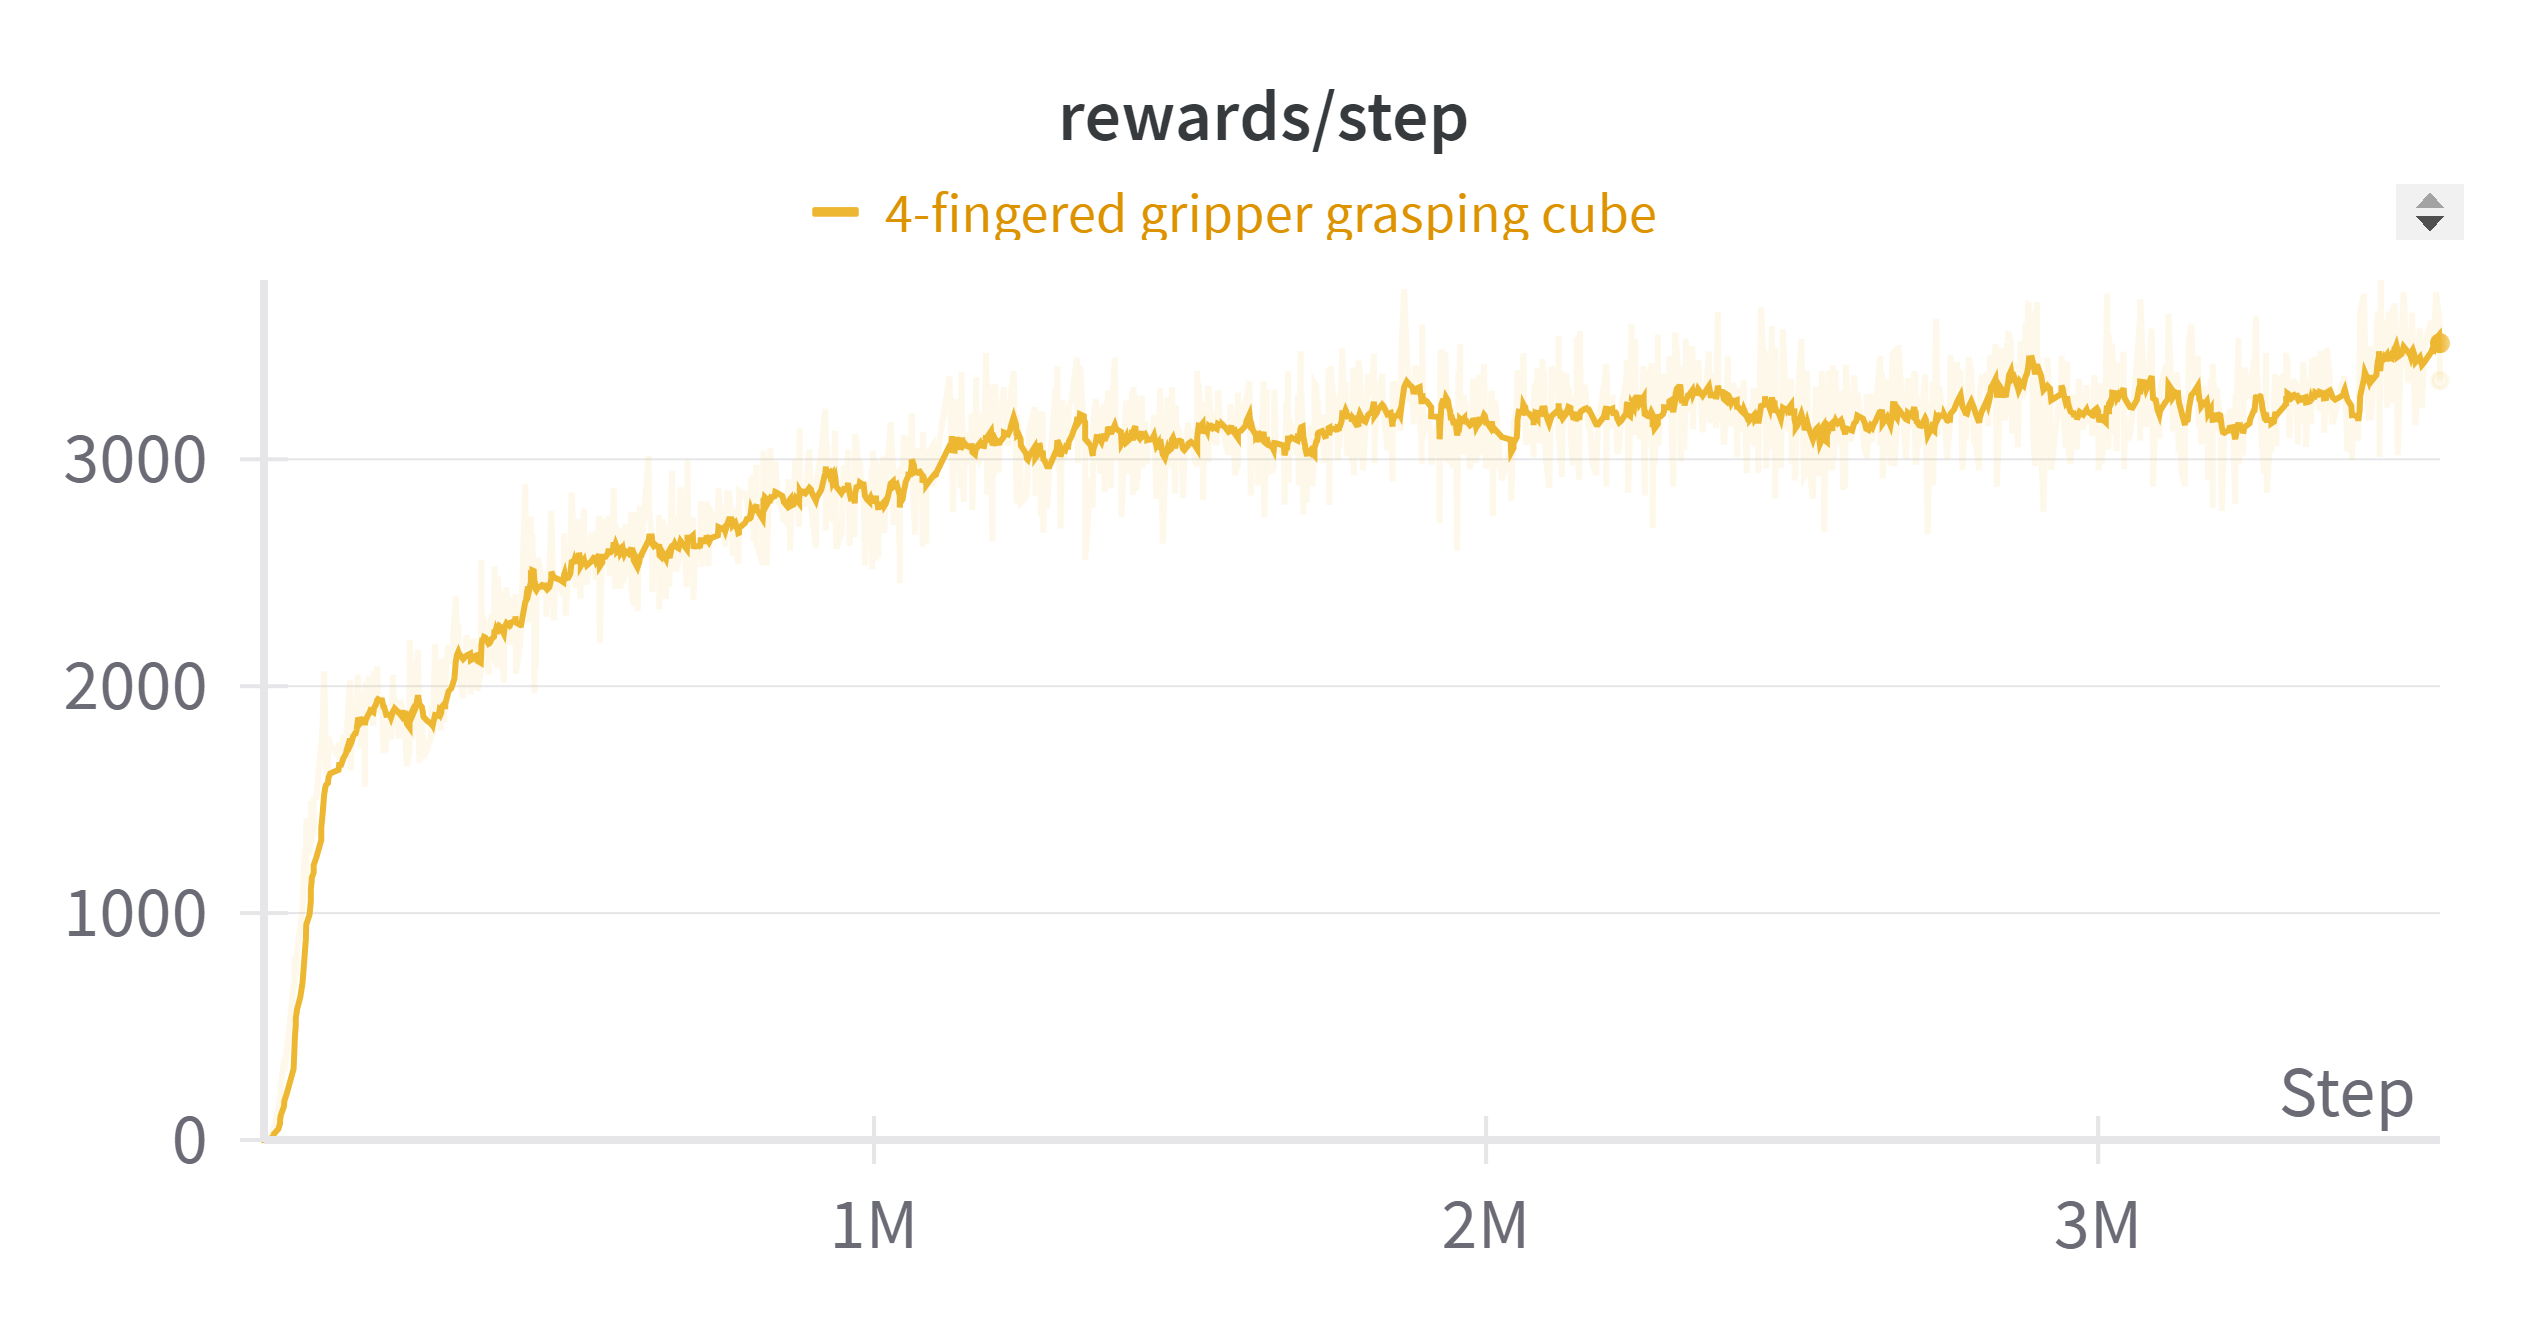 rewards/step
4-fingered gripper grasping cube
3000
2000
1000
0
Step
1M 2M 3M